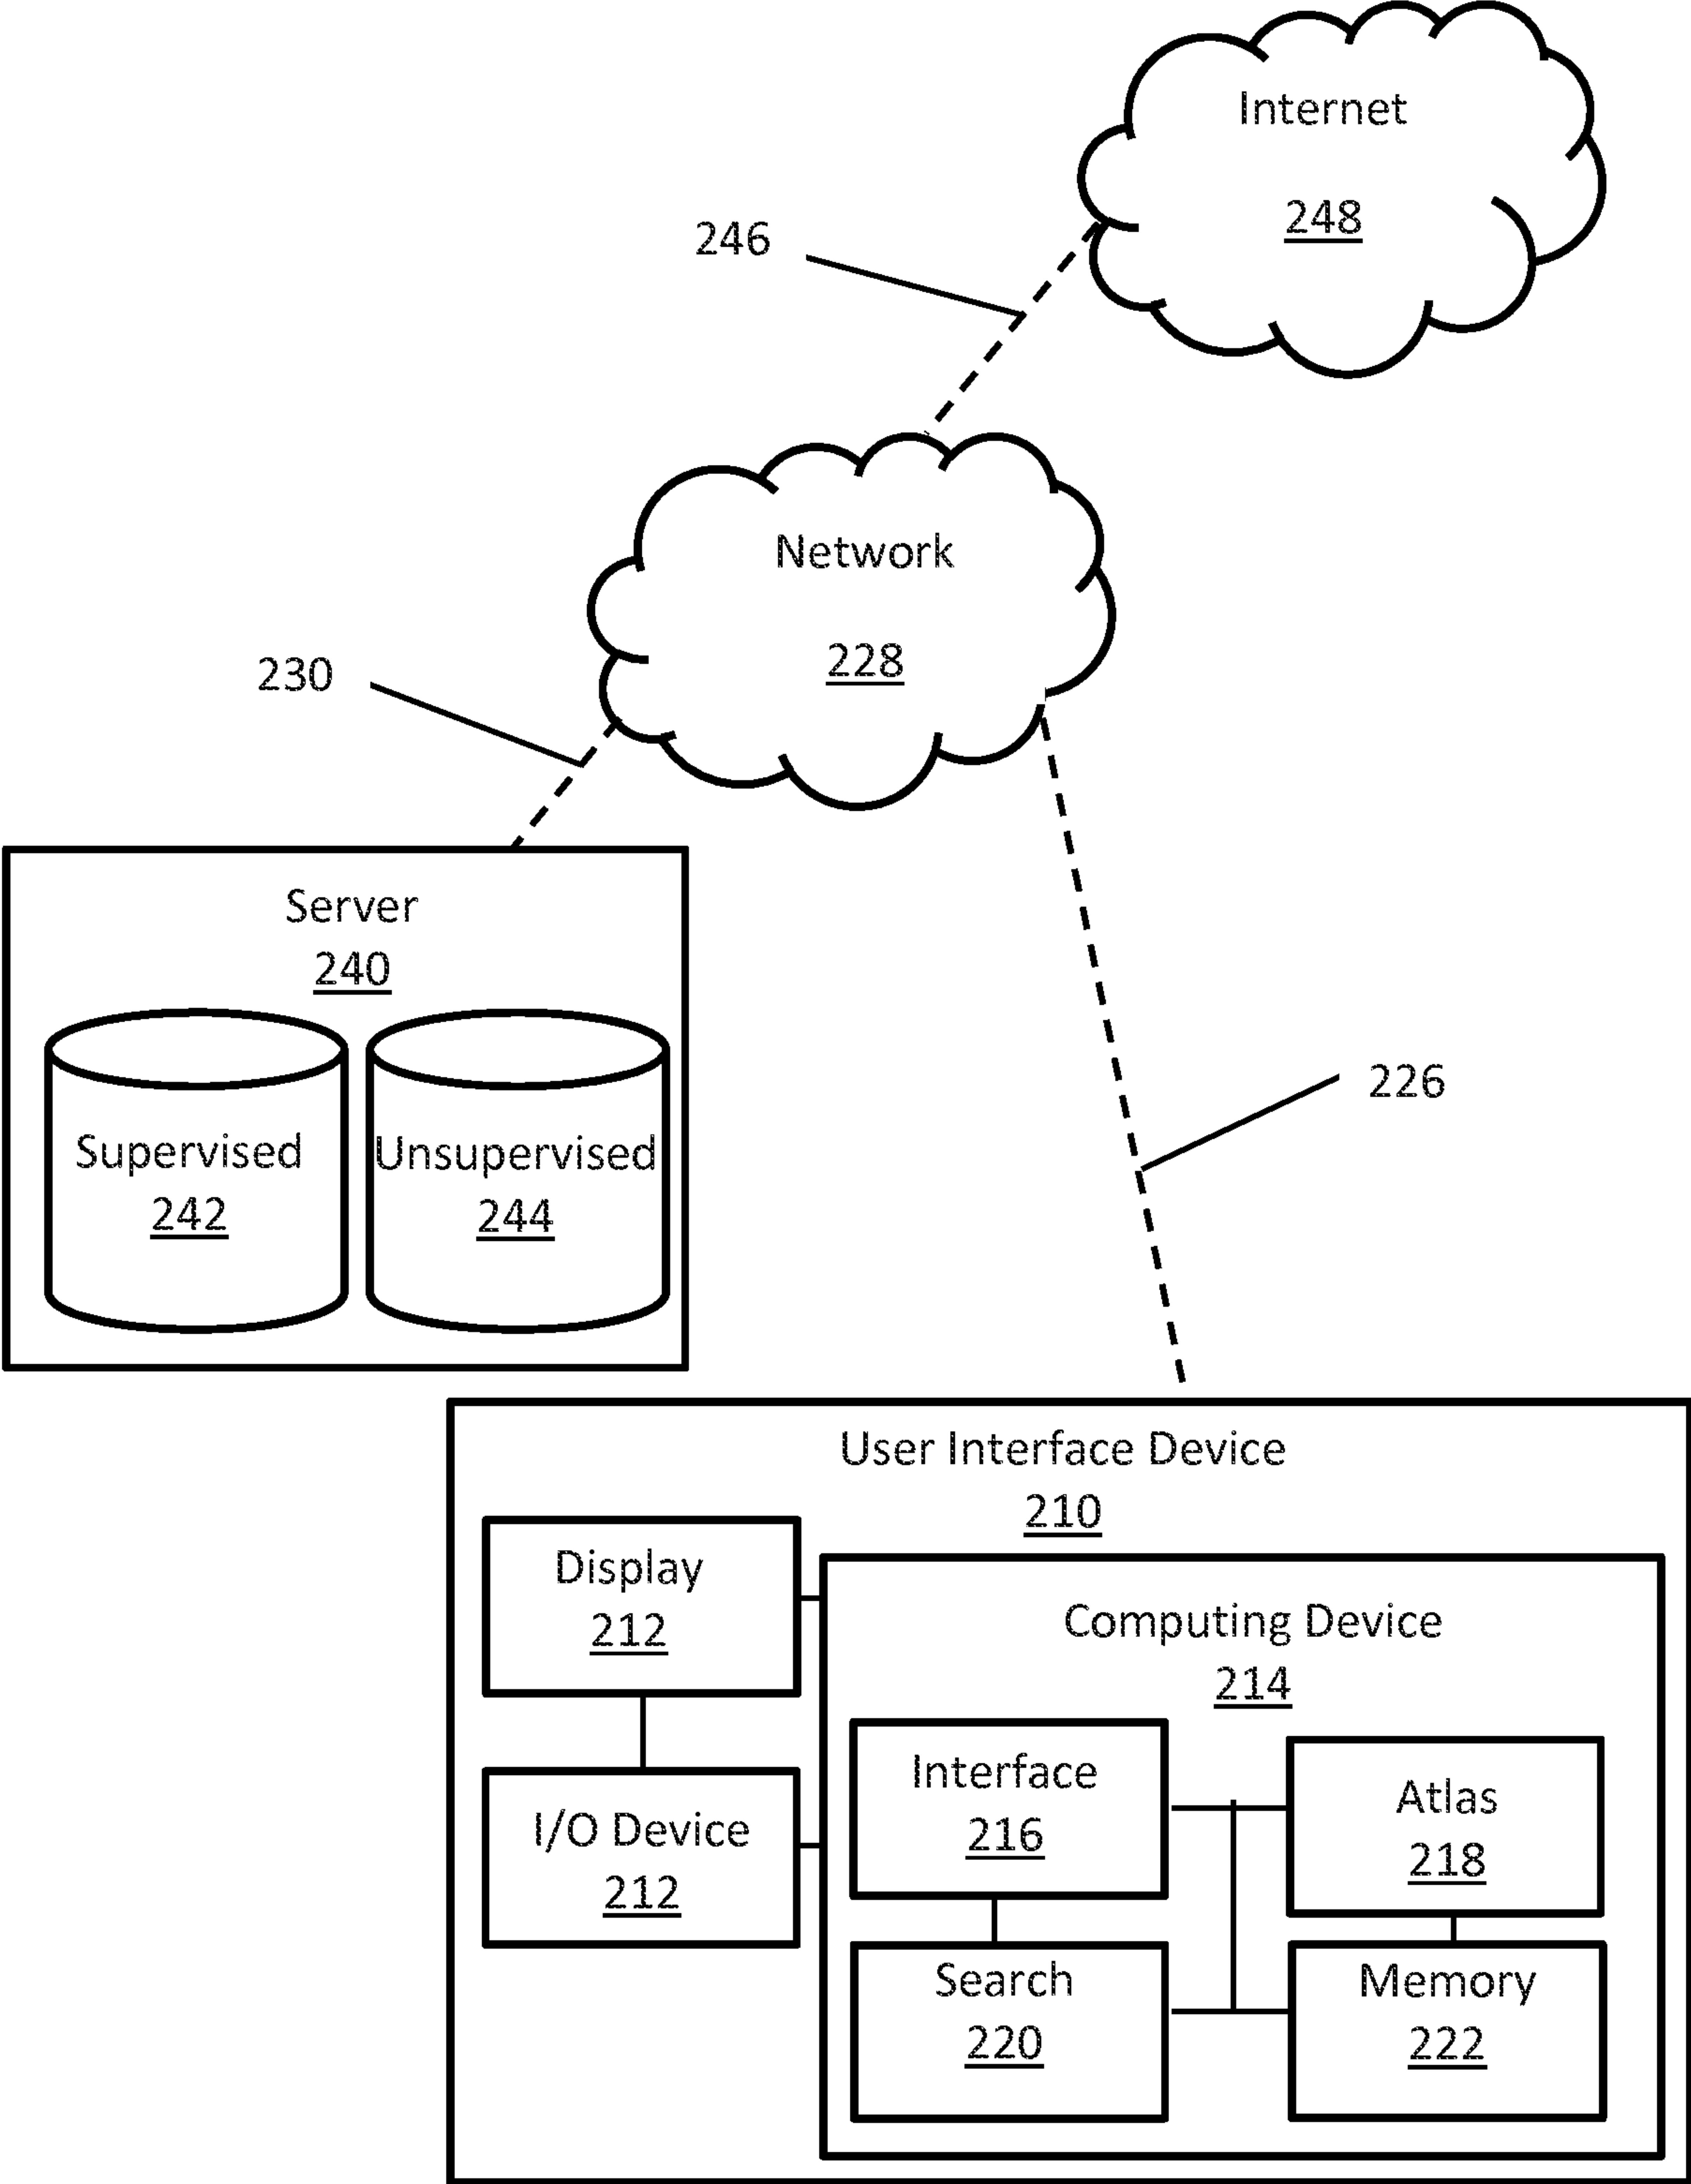 Internet
248
246
Network
228
230
Server
240
Supervised
242
Unsupervised
244
226
User Interface Device
210
Display
212
Computing Device
214
Interface
216
Atlas
218
I/O Device
212
Search
220
Memory
222